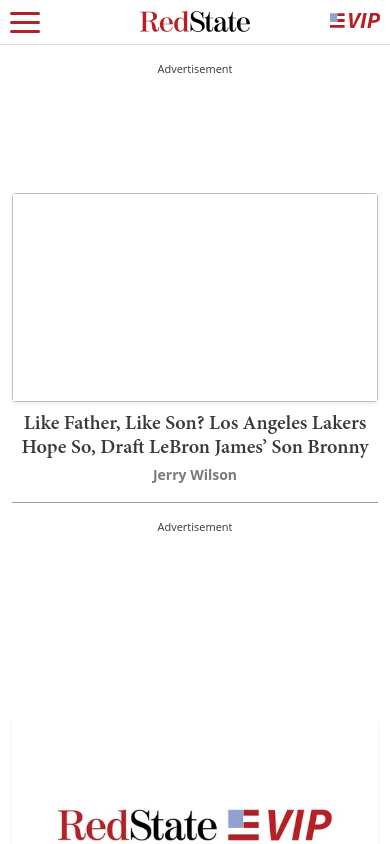 RedState
VIP
Advertisement
Like Father, Like Son? Los Angeles Lakers
Hope So, Draft LeBron James’ Son Bronny
Jerry Wilson
Advertisement
RedState VIP